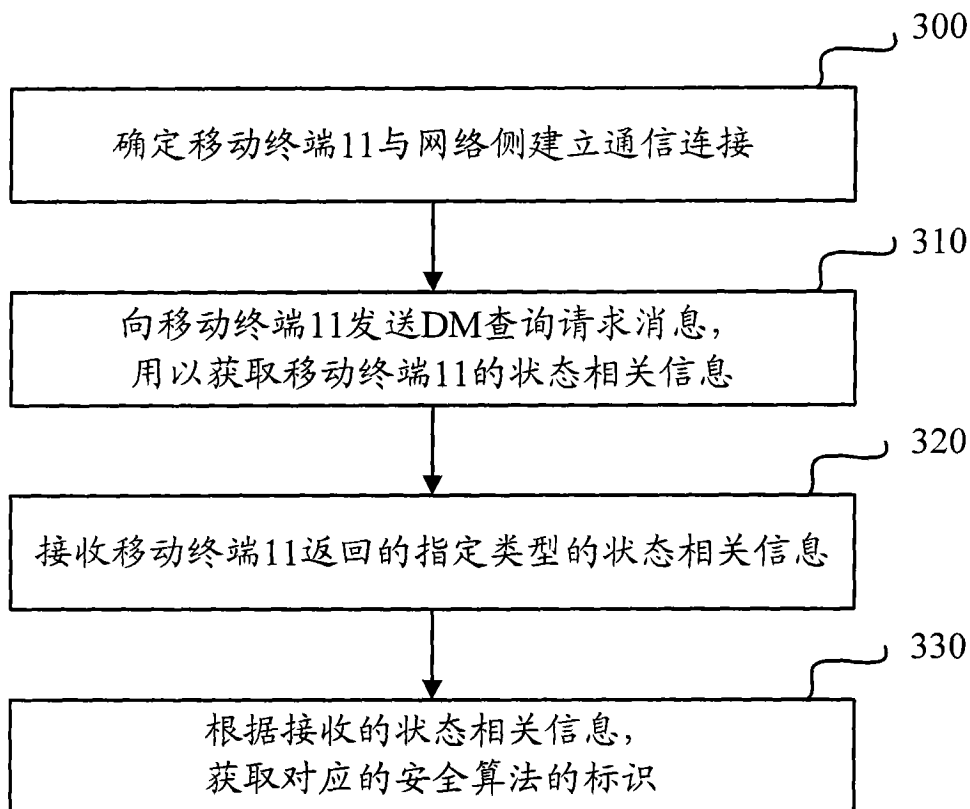 300
确定移动终端11与网络侧建立通信连接
310
向移动终端11发送DM查询请求消息，
用以获取移动终端11的状态相关信息
320
接收移动终端11返回的指定类型的状态相关信息
330
根据接收的状态相关信息，
获取对应的安全算法的标识